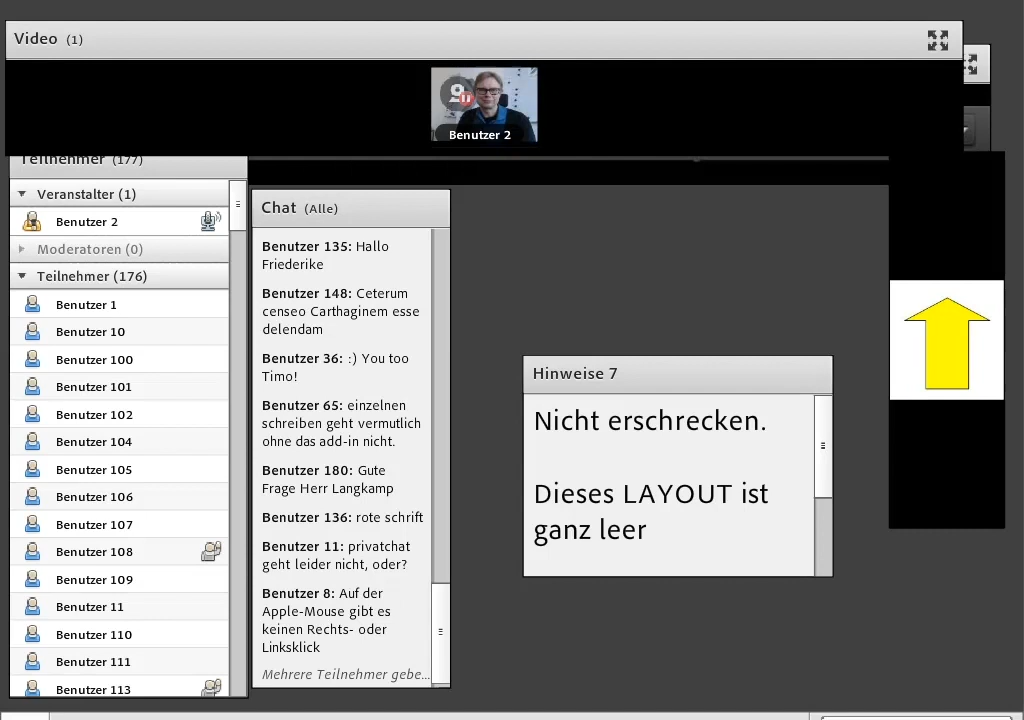 Video (1)
Benutzer 2
Teilnehmer (177)
Veranstalter (1)
Benutzer 2
Moderatoren (0)
Teilnehmer (176)
Benutzer 1
Benutzer 10
Benutzer 100
Benutzer 101
Benutzer 102
Benutzer 104
Benutzer 105
Benutzer 106
Benutzer 107
Benutzer 108
Benutzer 109
Benutzer 11
Benutzer 110
Benutzer 111
Benutzer 113
Chat (Alle)
Benutzer 135: Hallo
Friederike
Benutzer 148: Ceterum
censeo Carthaginem esse
delendam
Benutzer 36: :) You too
Timo!
Benutzer 65: einzelnen
schreiben geht vermutlich
ohne das add-in nicht.
Benutzer 180: Gute
Frage Herr Langkamp
Benutzer 136: rote schrift
Benutzer 11: privatchat
geht leider nicht, oder?
Benutzer 8: Auf der
Apple-Mouse gibt es
keinen Rechts- oder
Linksklick
Mehrere Teilnehmer gebe...
Hinweise 7
Nicht erschrecken.
Dieses LAYOUT ist
ganz leer